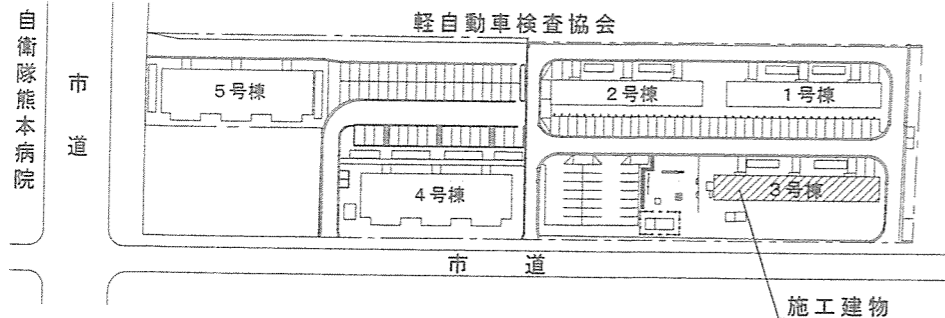 軽自動車検査協会
自衛隊熊本病院
市道
5号棟
2号棟
1号棟
4号棟
3号棟
市道
施工建物